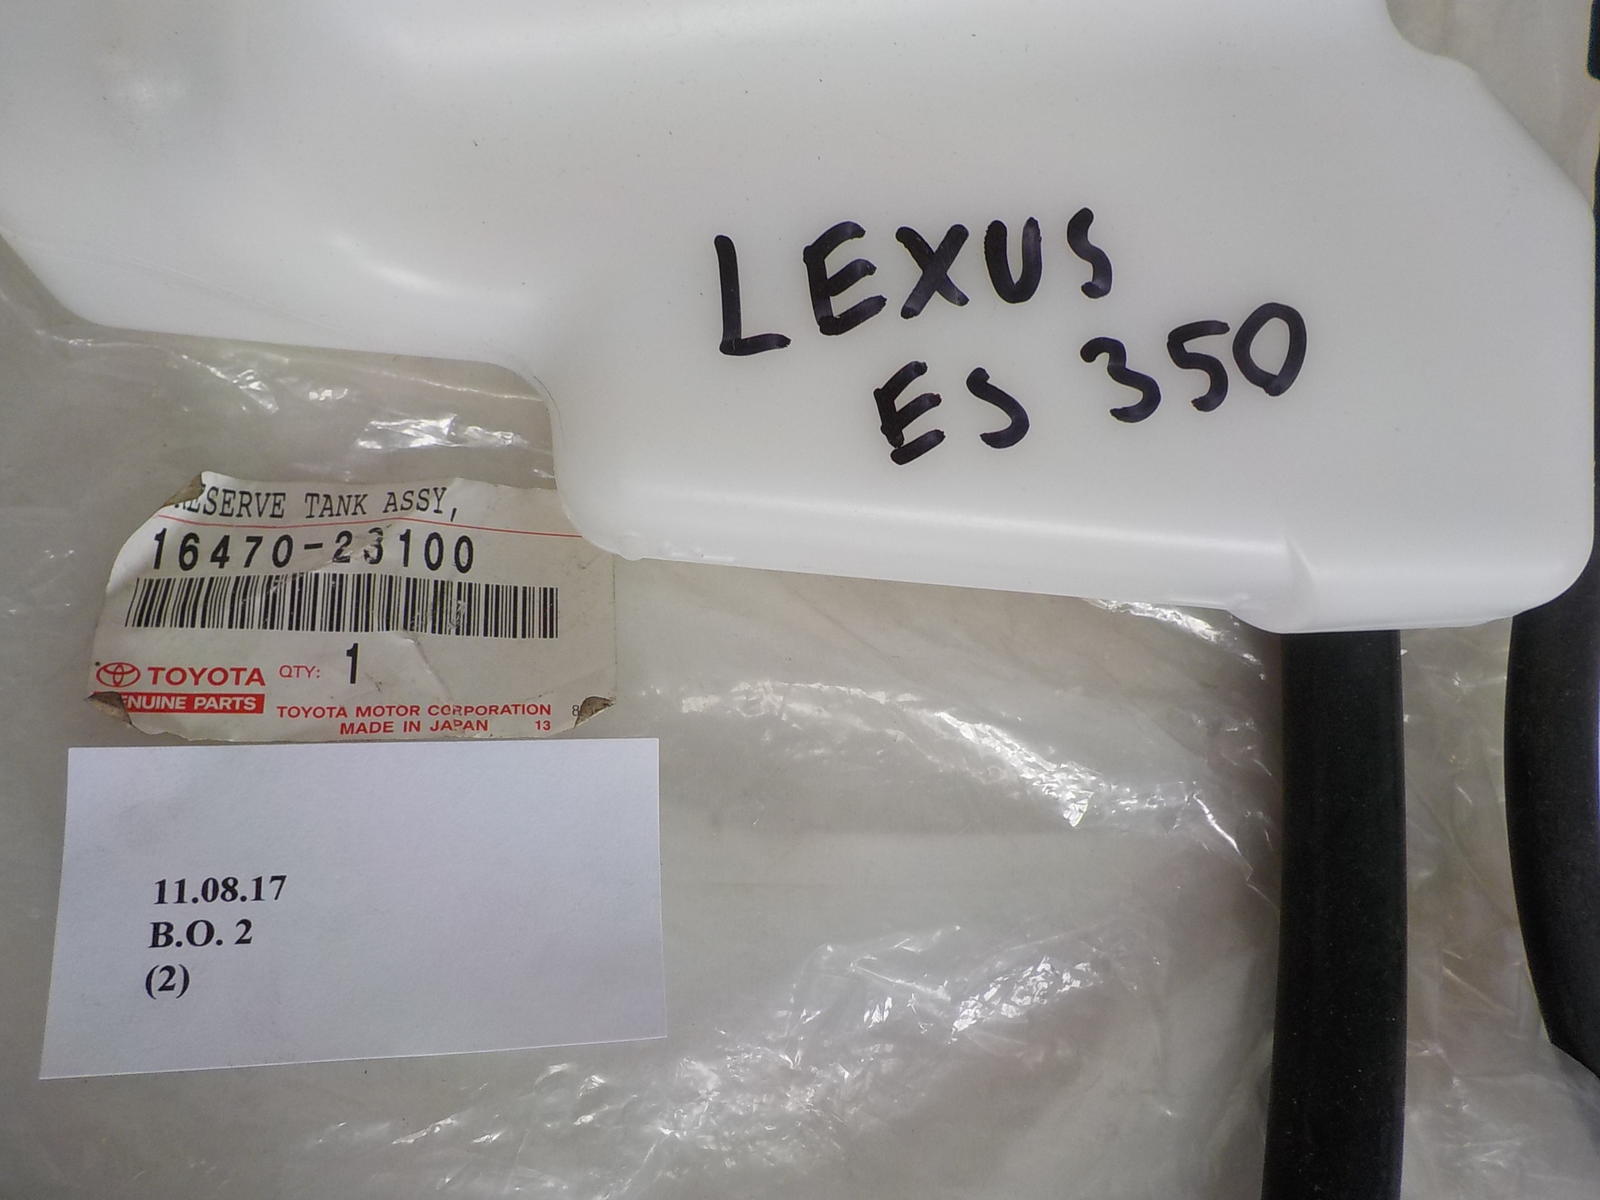 LEXUS
ES 350
RESERVE TANK ASSY,
16470-23100
TOYOTA QTY: 1
GENUINE PARTS
TOYOTA MOTOR CORPORATION
MADE IN JAPAN 13
11.08.17
B.O. 2
(2)